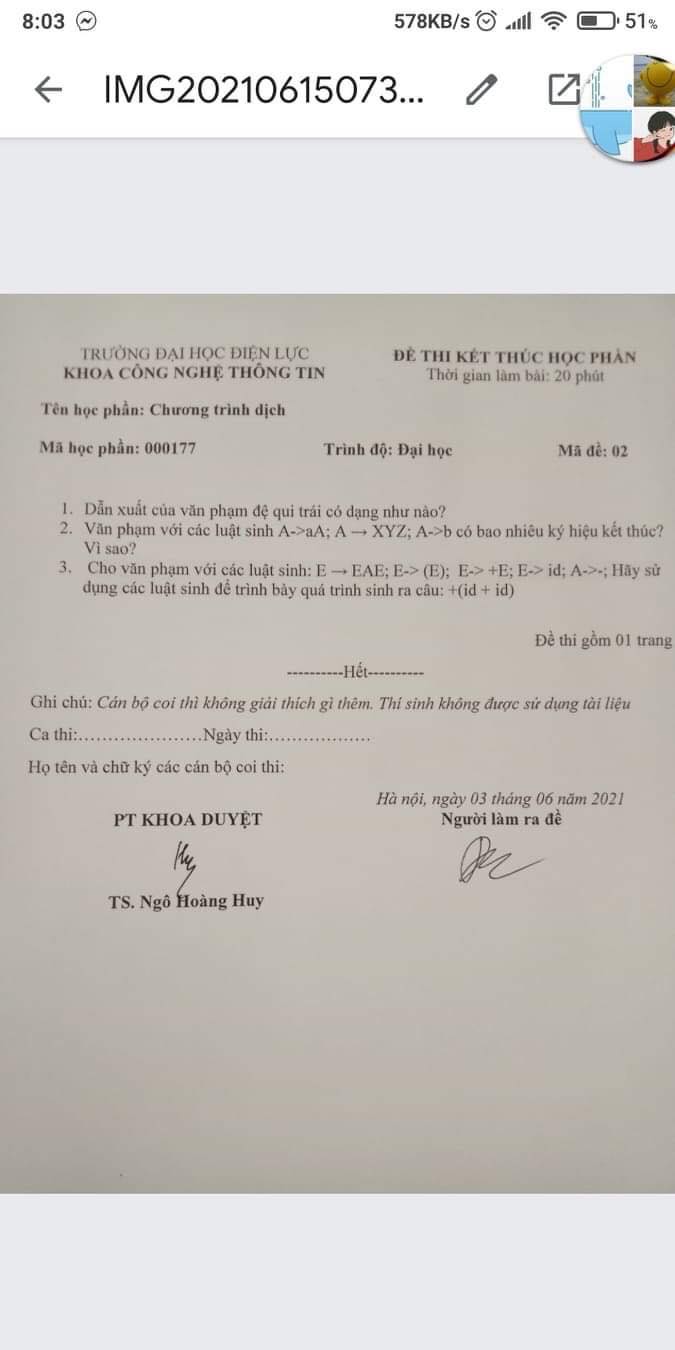 8:03
578KB/s
51%
IMG20210615073...
TRƯỜNG ĐẠI HỌC ĐIỆN LỰC
KHOA CÔNG NGHỆ THÔNG TIN
ĐỀ THI KẾT THÚC HỌC PHẦN
Thời gian làm bài: 20 phút
Tên học phần: Chương trình dịch
Mã học phần: 000177
Trình độ: Đại học
Mã đề: 02
1. Dẫn xuất của văn phạm đệ qui trái có dạng như nào?
2. Văn phạm với các luật sinh A->aA; A → XYZ; A->b có bao nhiêu ký hiệu kết thúc?
Vì sao?
3. Cho văn phạm với các luật sinh: E → EAE; E-> (E); E-> +E; E-> id; A->-; Hãy sử
dụng các luật sinh để trình bày quá trình sinh ra câu: +(id + id)
Đề thi gồm 01 trang
----------Hết----------
Ghi chú: Cán bộ coi thi không giải thích gì thêm. Thí sinh không được sử dụng tài liệu
Ca thi:.....................Ngày thi:..................
Họ tên và chữ ký các cán bộ coi thi:
Hà nội, ngày 03 tháng 06 năm 2021
PT KHOA DUYỆT
Người làm ra đề
TS. Ngô Hoàng Huy